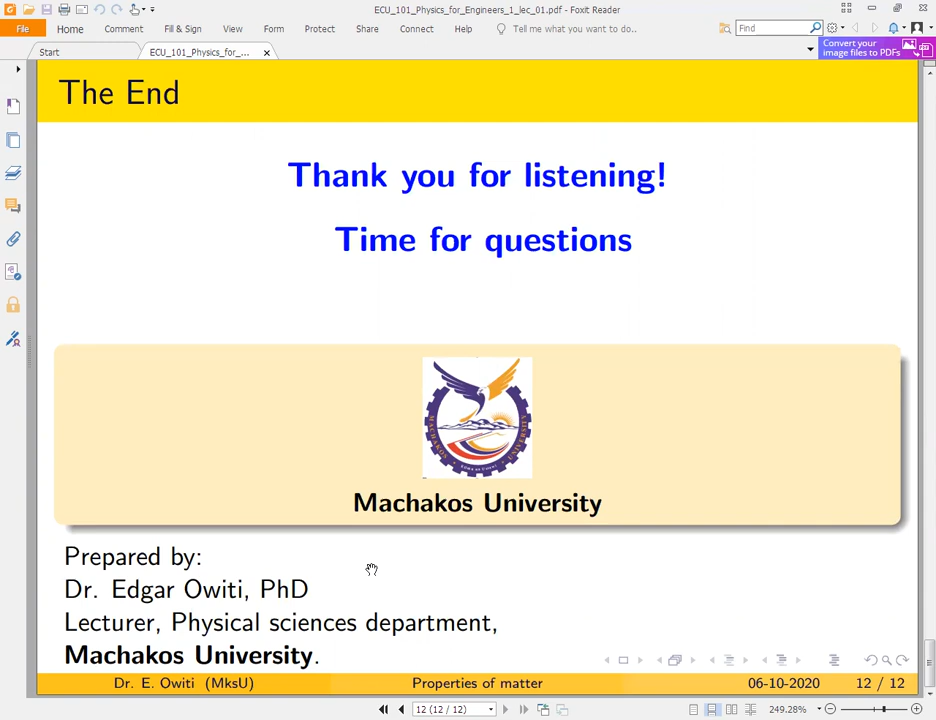 ECU_101_Physics_for_Engineers_1_lec_01.pdf - Foxit Reader
File Home Comment Fill & Sign View Form Protect Share Connect Help Tell me what you want to do.. Find
Start ECU_101_Physics_for_... Convert your
image files to PDFs
The End
Thank you for listening!
Time for questions
MACHAKOS UNIVERSITY
Machakos University
Prepared by:
Dr. Edgar Owiti, PhD
Lecturer, Physical sciences department,
Machakos University.
Dr. E. Owiti (MksU) Properties of matter 06-10-2020 12 / 12
12 (12 / 12) 249.28%